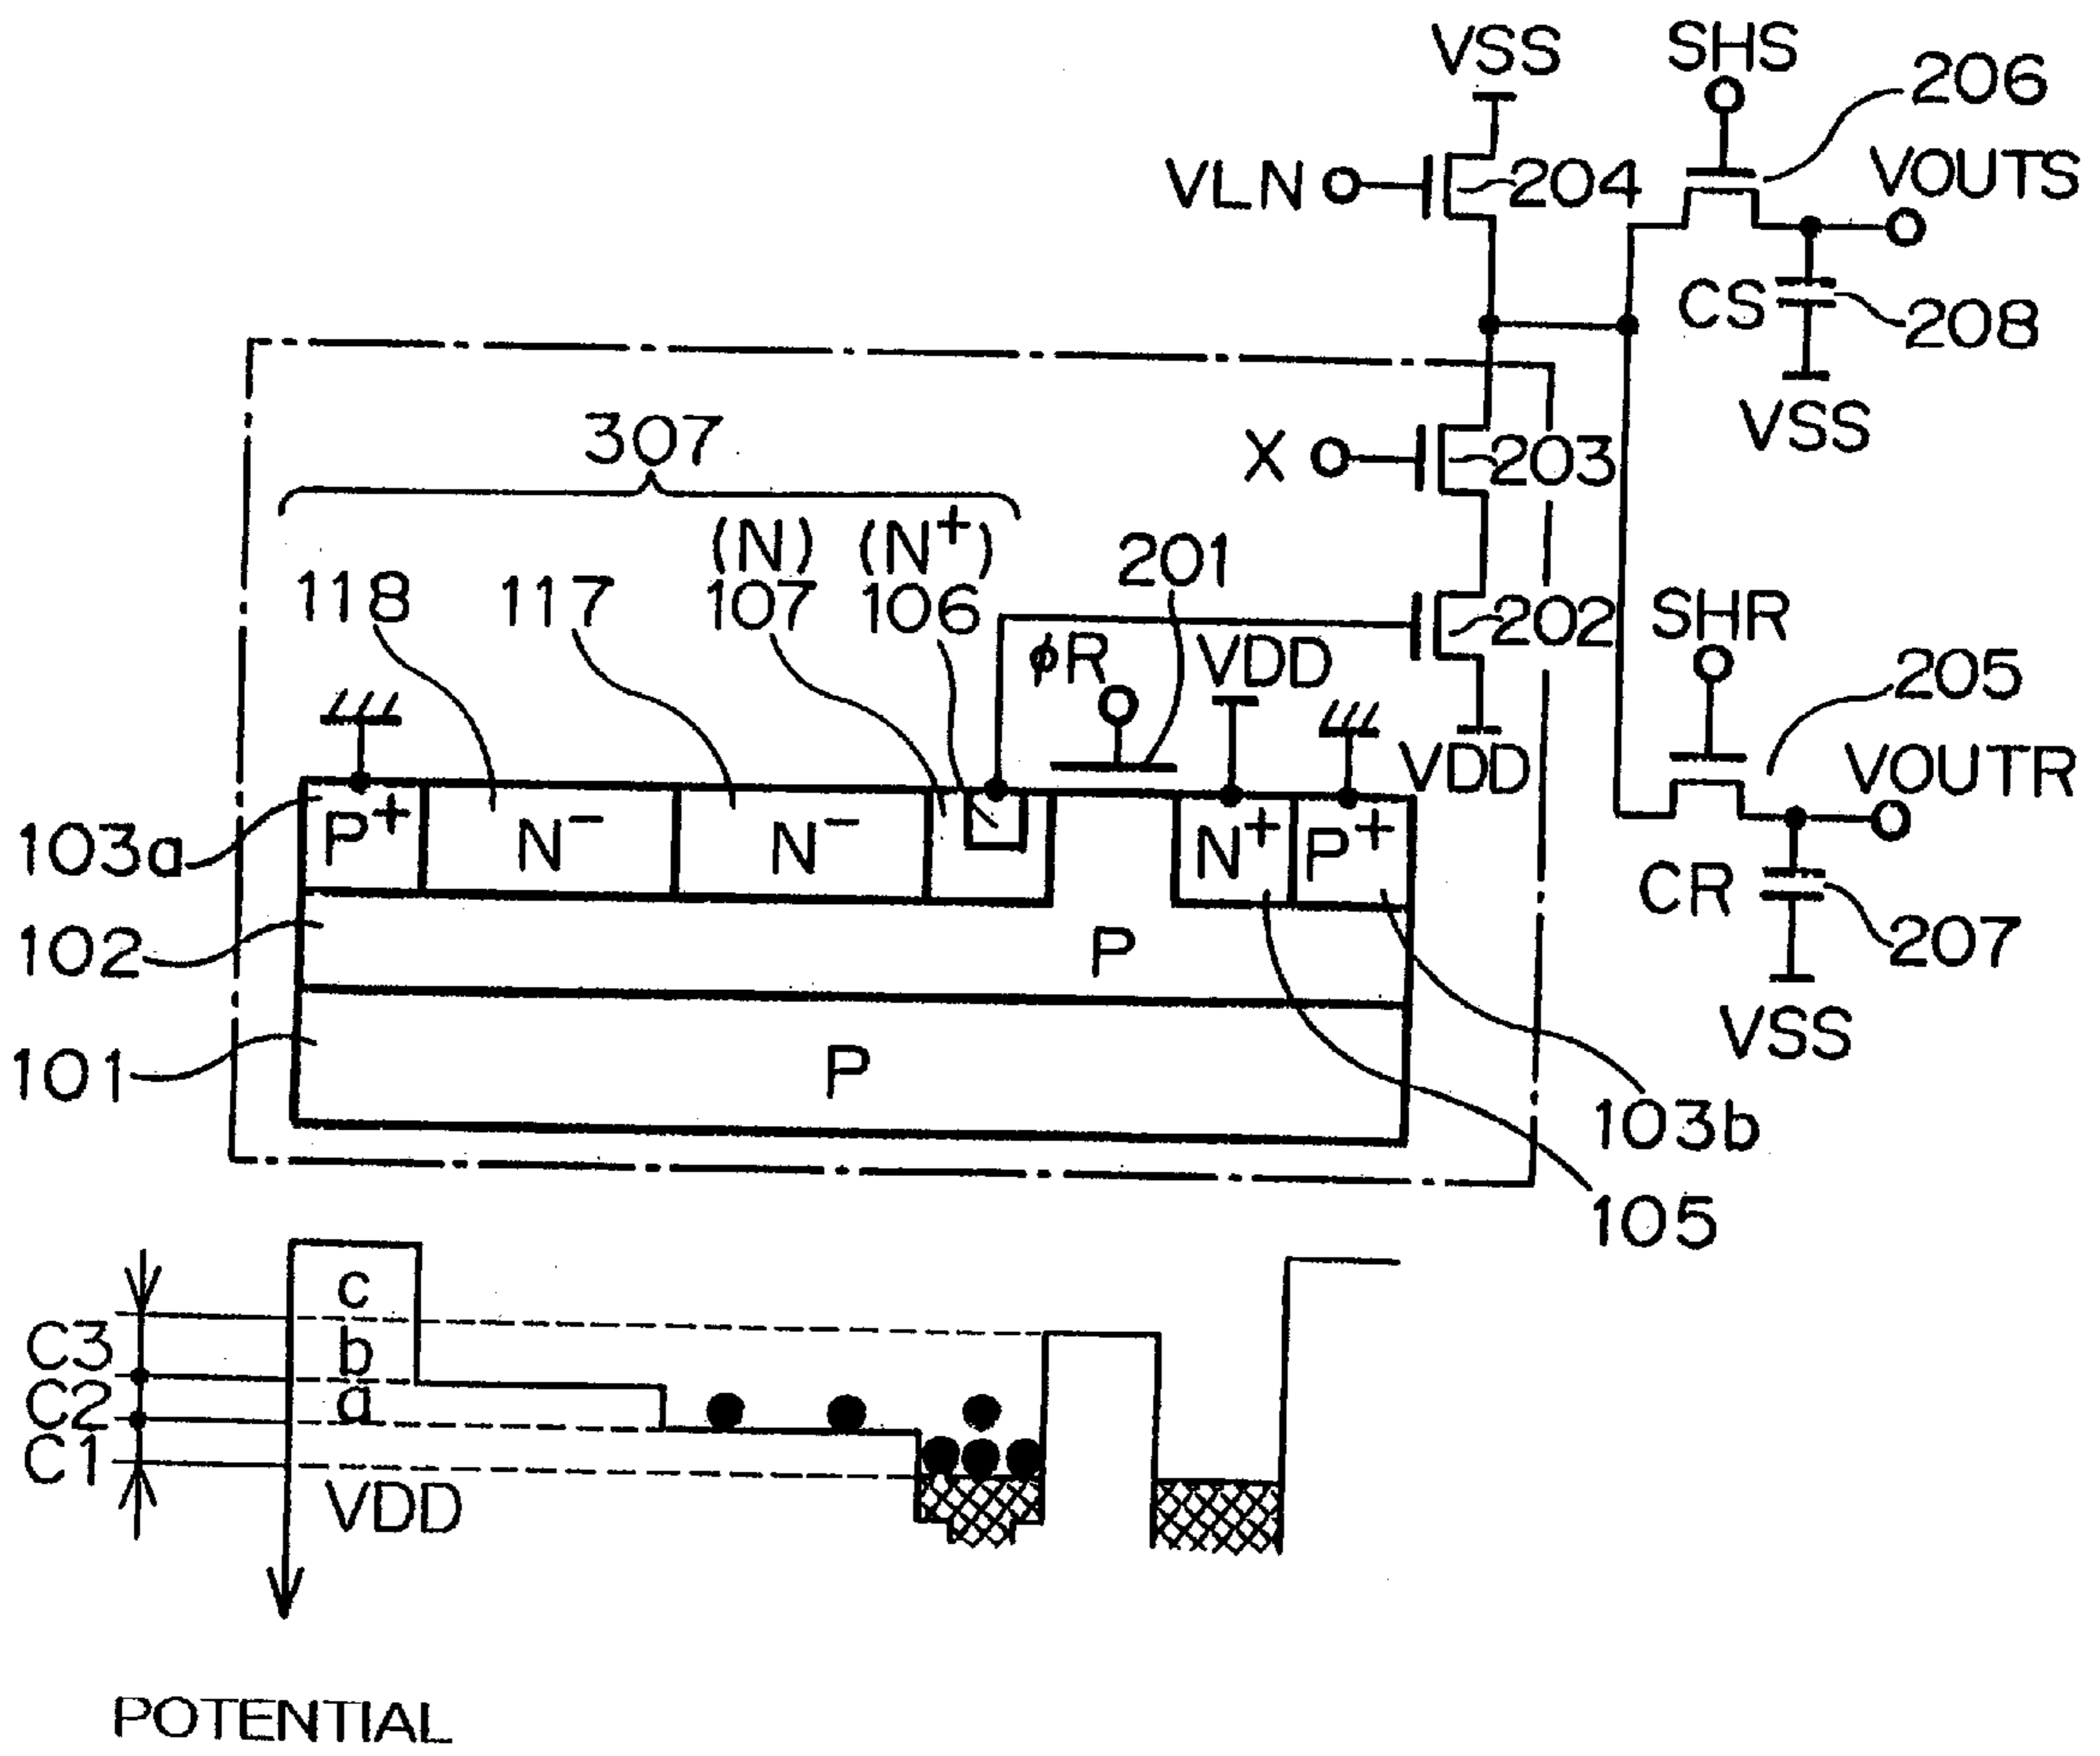 VSS
SHS
206
VLN
204
VOUTS
CS
208
VSS
307
X
203
(N) (N+)
201
118
117
107
106
202
SHR
φR
VDD
205
VDD
VOUTR
103a
P+
N−
N−
N+
P+
CR
207
102
P
VSS
101
P
103b
105
c
C3
b
C2
a
C1
VDD
POTENTIAL